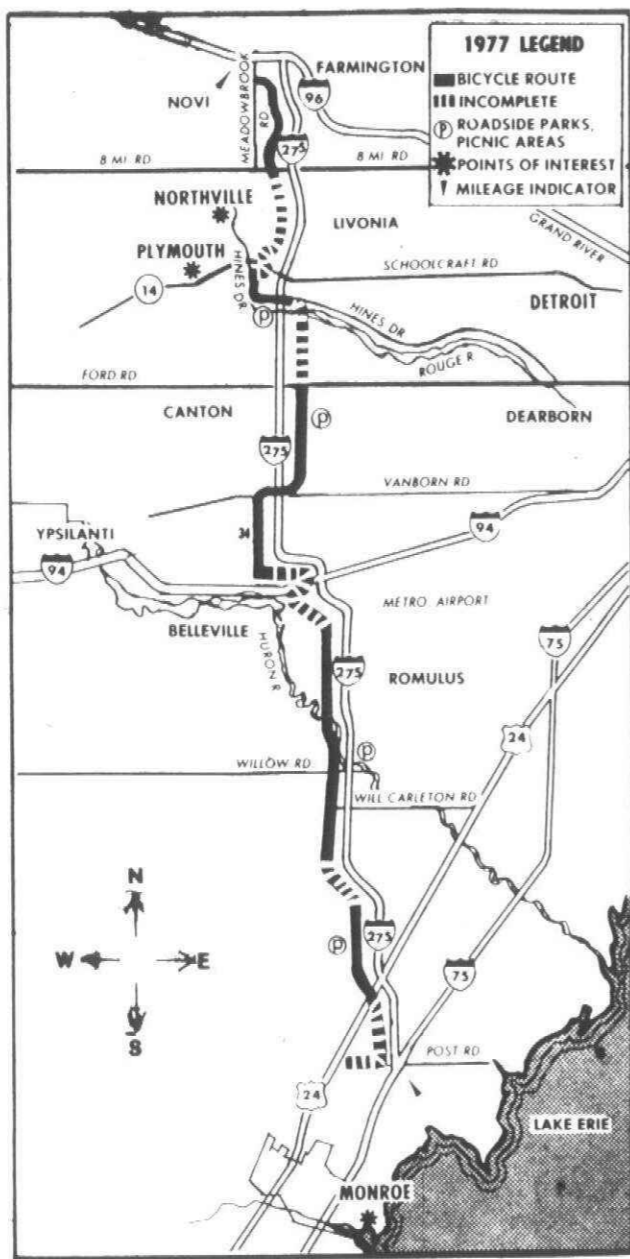 1977 LEGEND
BICYCLE ROUTE
INCOMPLETE
P ROADSIDE PARKS,
PICNIC AREAS
POINTS OF INTEREST
MILEAGE INDICATOR
FARMINGTON
NOVI
96
MEADOWBROOK
RD
275
8 MI RD
NORTHVILLE
LIVONIA
GRAND RIVER
PLYMOUTH
HINES DR.
SCHOOLCRAFT RD
14
DETROIT
P
HINES DR
ROUGE R
FORD RD
CANTON
P
DEARBORN
275
VANBORN RD
34
YPSILANTI
94
94
METRO AIRPORT
BELLEVILLE
HURON R
75
275
ROMULUS
24
P
WILLOW RD
WILL CARLETON RD
N
W
E
S
P
275
75
POST RD
24
LAKE ERIE
MONROE